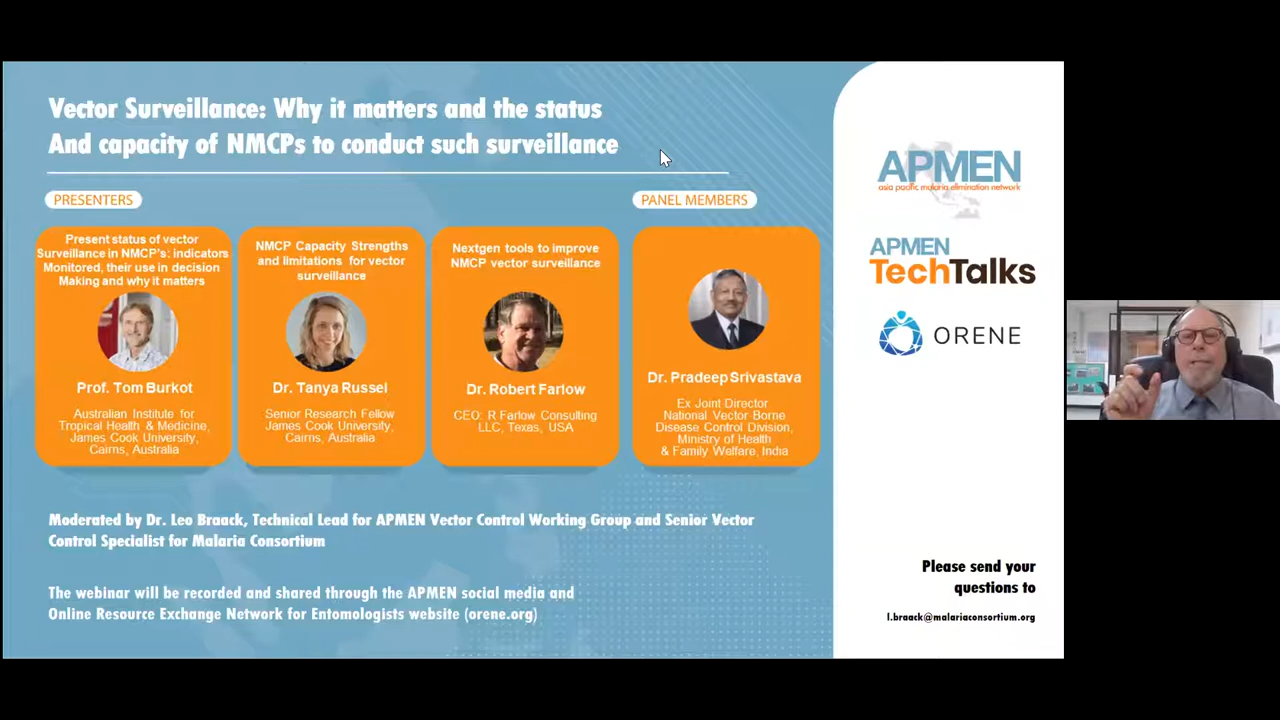 Vector Surveillance: Why it matters and the status
And capacity of NMCPs to conduct such surveillance
PRESENTERS
PANEL MEMBERS
Present status of vector
Surveillance in NMCP's: indicators
Monitored, their use in decision
Making and why it matters
Prof. Tom Burkot
Australian Institute for
Tropical Health & Medicine,
James Cook University,
Cairns, Australia
NMCP Capacity Strengths
and limitations for vector
surveillance
Dr. Tanya Russel
Senior Research Fellow
James Cook University,
Cairns, Australia
Nextgen tools to improve
NMCP vector surveillance
Dr. Robert Farlow
CEO: R Farlow Consulting
LLC, Texas, USA
Dr. Pradeep Srivastava
Ex Joint Director
National Vector-Borne
Disease Control Division,
Ministry of Health
& Family Welfare, India
Moderated by Dr. Leo Braack, Technical Lead for APMEN Vector Control Working Group and Senior Vector
Control Specialist for Malaria Consortium
The webinar will be recorded and shared through the APMEN social media and
Online Resource Exchange Network for Entomologists website (orene.org)
APMEN
asia pacific malaria elimination network
APMEN
TechTalks
ORENE
Please send your
questions to
l.braack@malariaconsortium.org